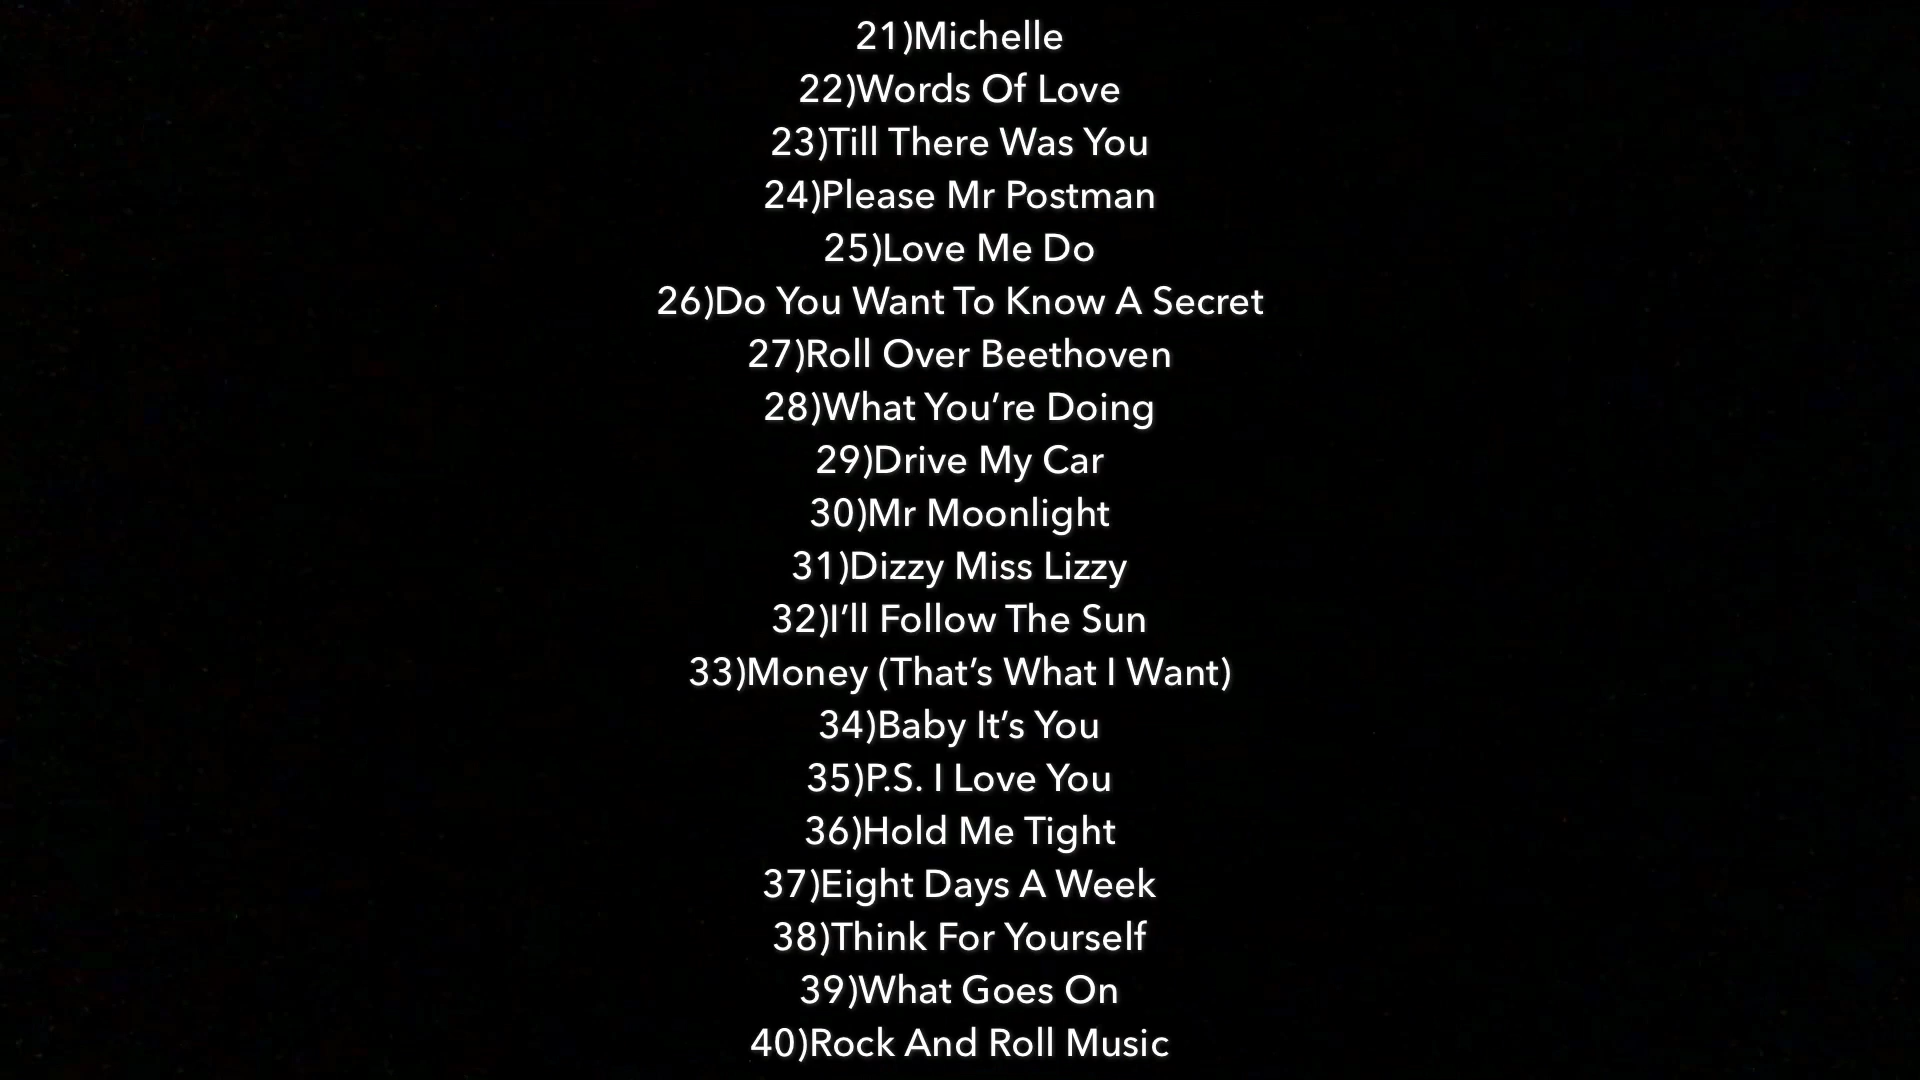 21)Michelle
22)Words Of Love
23)Till There Was You
24)Please Mr Postman
25)Love Me Do
26)Do You Want To Know A Secret
27)Roll Over Beethoven
28)What You’re Doing
29)Drive My Car
30)Mr Moonlight
31)Dizzy Miss Lizzy
32)I’ll Follow The Sun
33)Money (That’s What I Want)
34)Baby It’s You
35)P.S. I Love You
36)Hold Me Tight
37)Eight Days A Week
38)Think For Yourself
39)What Goes On
40)Rock And Roll Music